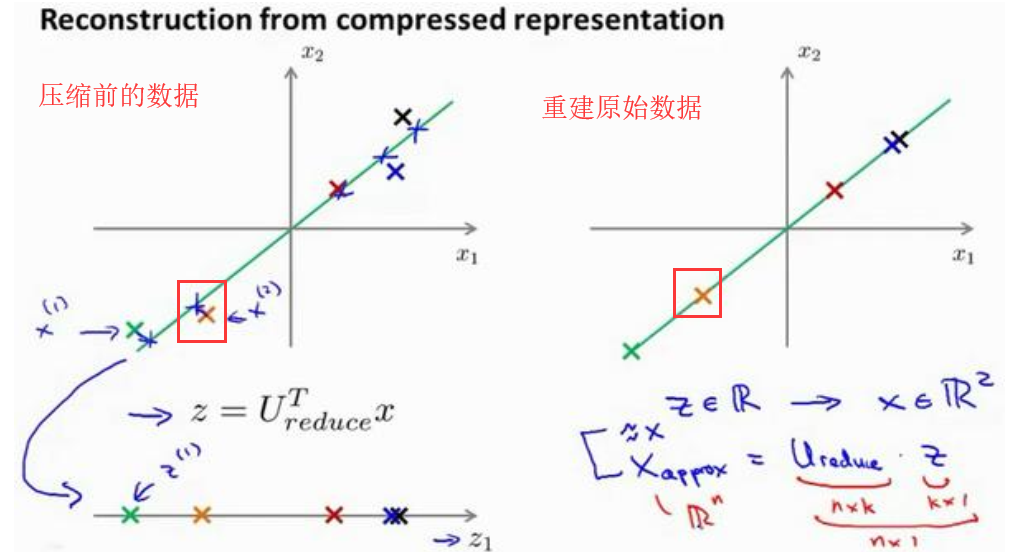 Reconstruction from compressed representation
压缩前的数据
x₂
x₁
x⁽¹⁾
x⁽²⁾
→ z = Uᵀ_reduce x
z⁽¹⁾
→ z₁
重建原始数据
x₂
x₁
z ∈ ℝ → x ∈ ℝ²
≈ x
X_approx = U_reduce · z
ℝⁿ
n×k
k×1
n×1